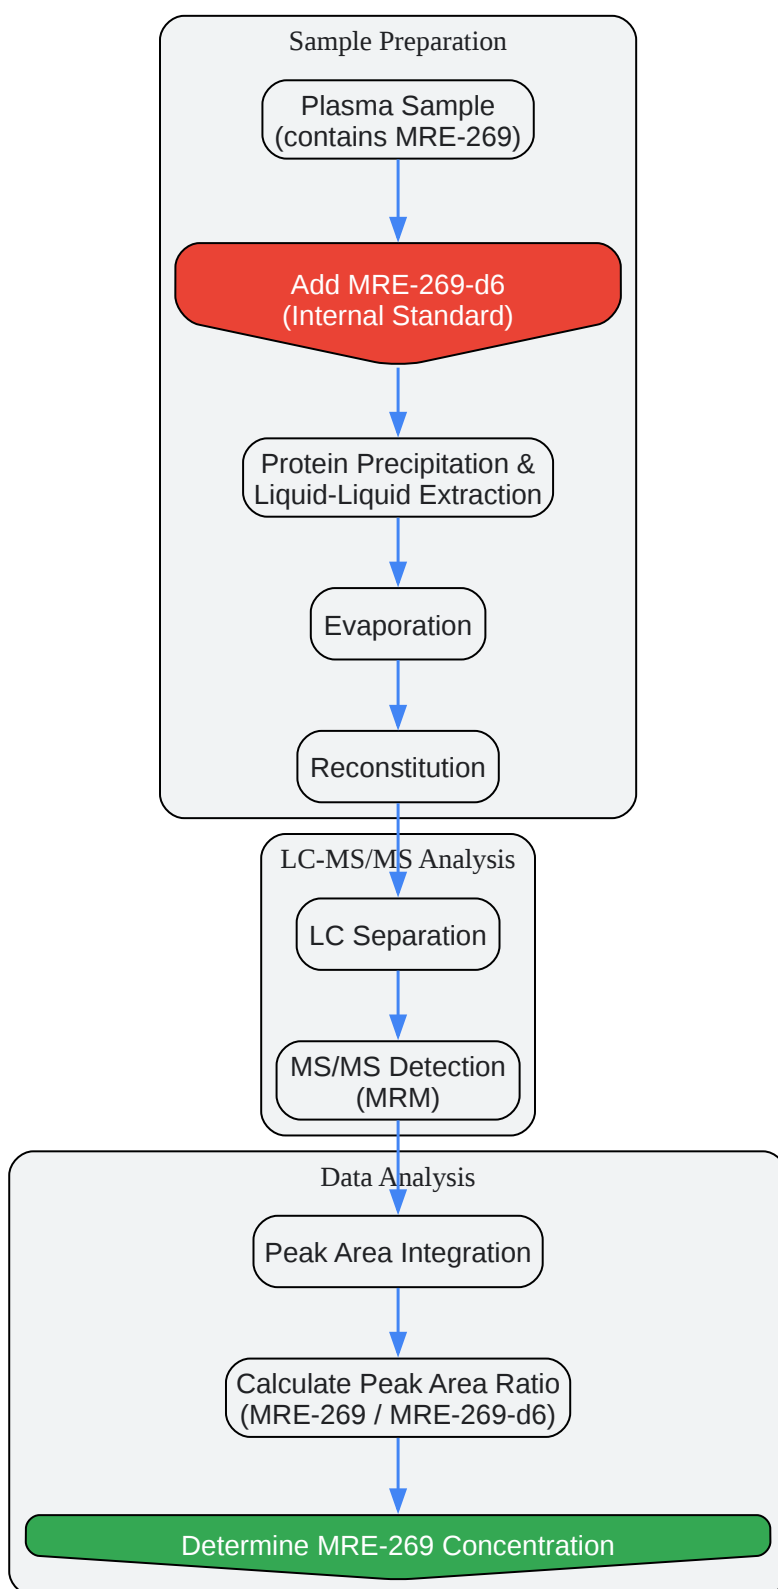 Sample Preparation
Plasma Sample
(contains MRE-269)
Add MRE-269-d6
(Internal Standard)
Protein Precipitation &
Liquid-Liquid Extraction
Evaporation
Reconstitution
LC-MS/MS Analysis
LC Separation
MS/MS Detection
(MRM)
Data Analysis
Peak Area Integration
Calculate Peak Area Ratio
(MRE-269 / MRE-269-d6)
Determine MRE-269 Concentration